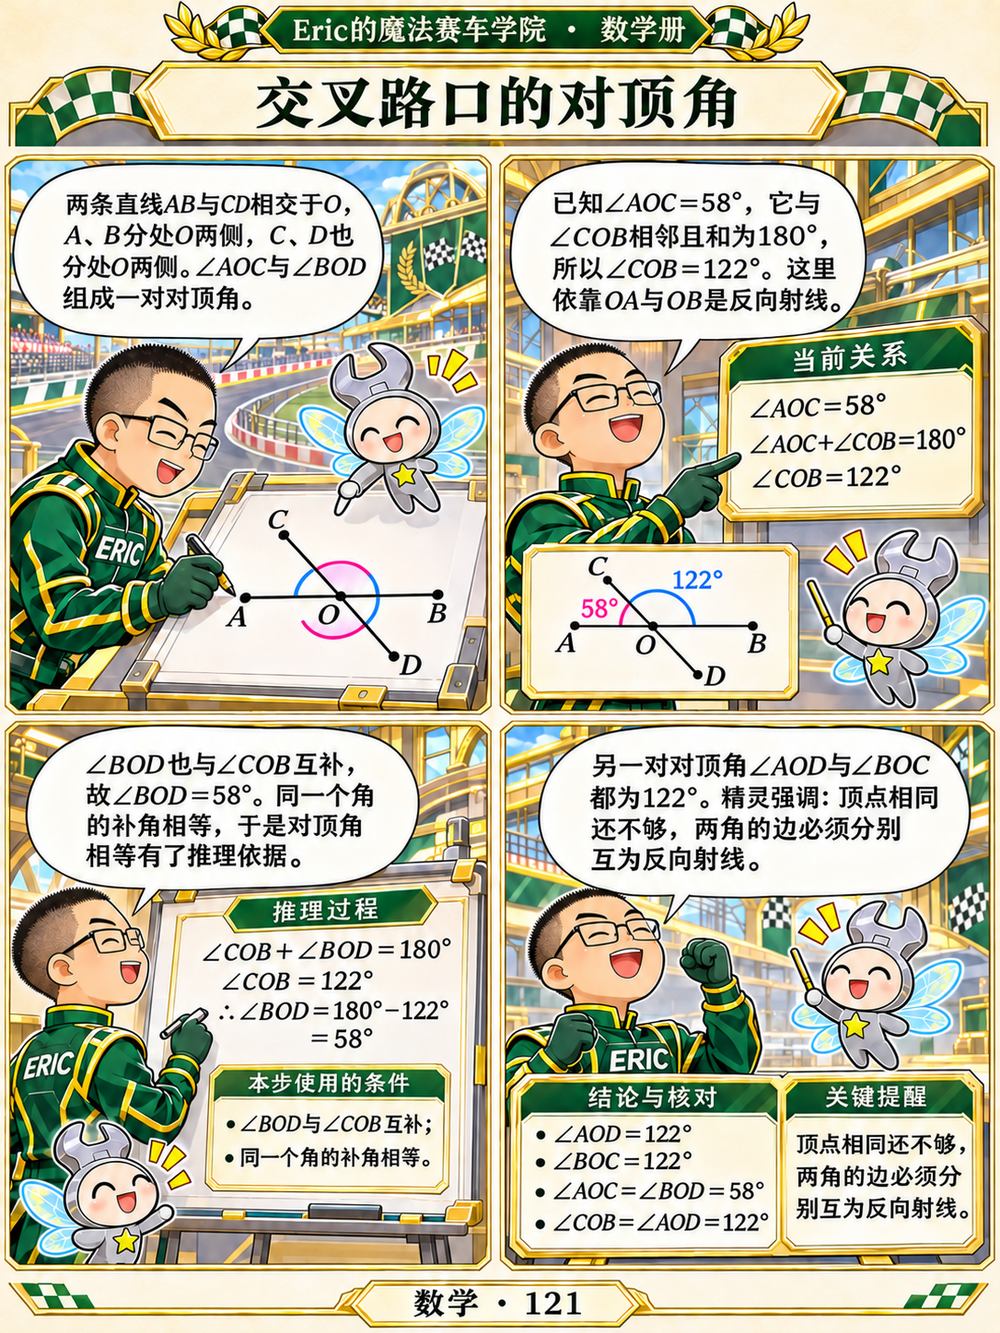 Eric的魔法赛车学院 · 数学册
交叉路口的对顶角
两条直线AB与CD相交于O，
A、B分处O两侧，C、D也
分处O两侧。∠AOC与∠BOD
组成一对对顶角。
ERIC
C
A
O
B
D
已知∠AOC=58°，它与
∠COB相邻且和为180°，
所以∠COB=122°。这里
依靠OA与OB是反向射线。
当前关系
∠AOC=58°
∠AOC+∠COB=180°
∠COB=122°
C
122°
58°
A
O
B
D
∠BOD也与∠COB互补，
故∠BOD=58°。同一个角
的补角相等，于是对顶角
相等有了推理依据。
推理过程
∠COB+∠BOD=180°
∠COB=122°
∴∠BOD=180°−122°
=58°
ERIC
本步使用的条件
• ∠BOD与∠COB互补；
• 同一个角的补角相等。
另一对对顶角∠AOD与∠BOC
都为122°。精灵强调：顶点相同
还不够，两角的边必须分别
互为反向射线。
ERIC
结论与核对
• ∠AOD=122°
• ∠BOC=122°
• ∠AOC=∠BOD=58°
• ∠COB=∠AOD=122°
关键提醒
顶点相同还不够，
两角的边必须分
别互为反向射线。
数学 · 121